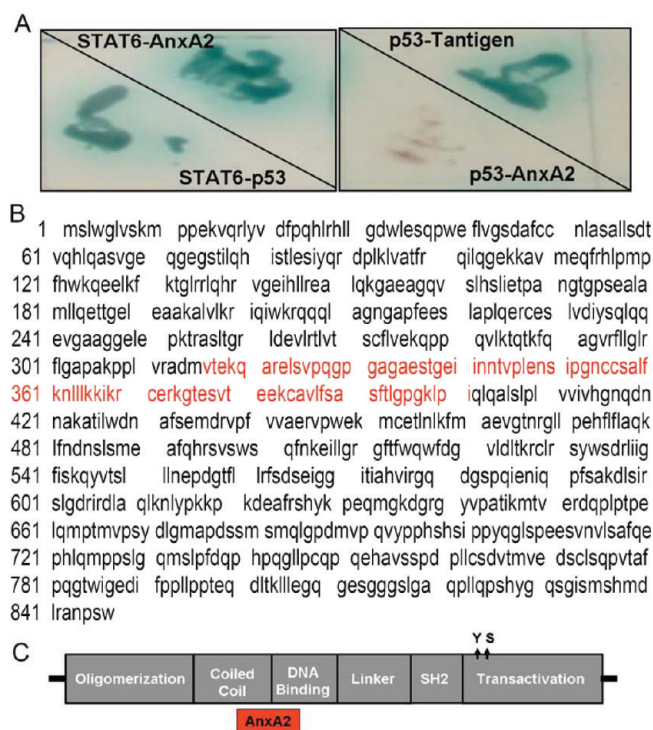 A
STAT6-AnxA2
STAT6-p53
p53-Tantigen
p53-AnxA2
B
1 mslwglvskm ppekvqrlyv dfpqhlrhll gdwlesqpwe flvgsdafcc nlasallsdt
61 vqhlqasvge qgegstilqh istlesiyqr dplklvatfr qilqgekkav meqfrhlpmp
121 fhwkqeelkf ktglrrlqhr vgeihllrea lqkgaeagqv slhslietpa ngtgpseala
181 mllqettgel eaakalvlkr iqiwkrqqql agngapfees laplqerces lvdiysqlqq
241 evgaaggele pktrasltgr ldevlrtlvt scflvekqpp qvlktqtkfq agvrfllglr
301 flgapakppl vradmvtekq arelsvpqgp gagaestgei inntvplens ipgnccsalf
361 knlllkkikr cerkgtesvt eekcavlfsa sftlgpgklp iqlqalslpl vvivhgnqdn
421 nakatilwdn afsemdrvpf vvaervpwek mcetlnlkfm aevgtnrgll pehflflaqk
481 lfndnslsme afqhrsvsws qfnkeillgr gftfwqwfdg vldltkrclr sywsdrliig
541 fiskqyvtsl llnepdgtfl lrfsdseigg itiahvirgq dgspqieniq pfsakdlsir
601 slgdrirdla qlknlypkkp kdeafrshyk peqmgkdgrg yvpatikmtv erdqplptpe
661 lqmptmvpsy dlgmapdssm smqlgpdmvp qvypphshsi ppyqglspeesvnvlsafqe
721 phlqmppslg qmslpfdqp hpqgllpcqp qehavsspd pllcsdvtmve dsclsqpvtaf
781 pqgtwigedi fppllppteq dltklllegq gesgggslga qpllqpshyg qsgismshmd
841 lranpsw
C
Y S
Oligomerization
Coiled
Coil
DNA
Binding
Linker
SH2
Transactivation
AnxA2